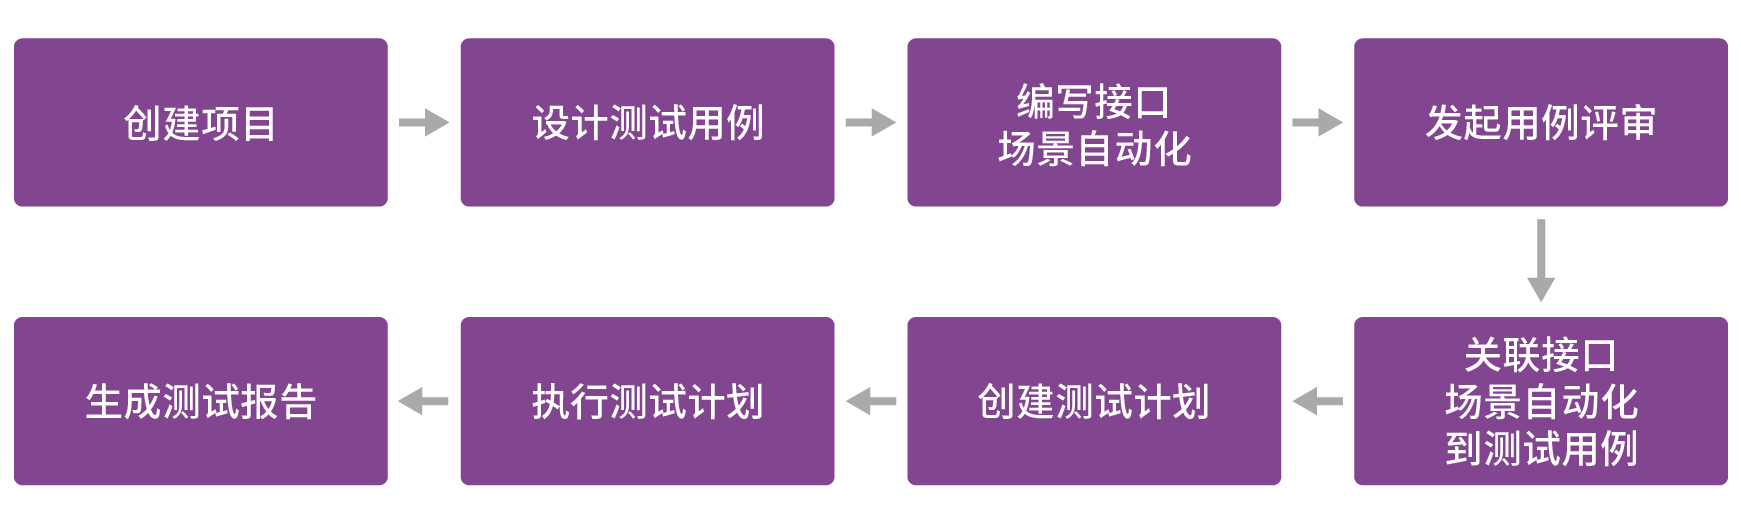 创建项目
设计测试用例
编写接口
场景自动化
发起用例评审
关联接口
场景自动化
到测试用例
创建测试计划
执行测试计划
生成测试报告